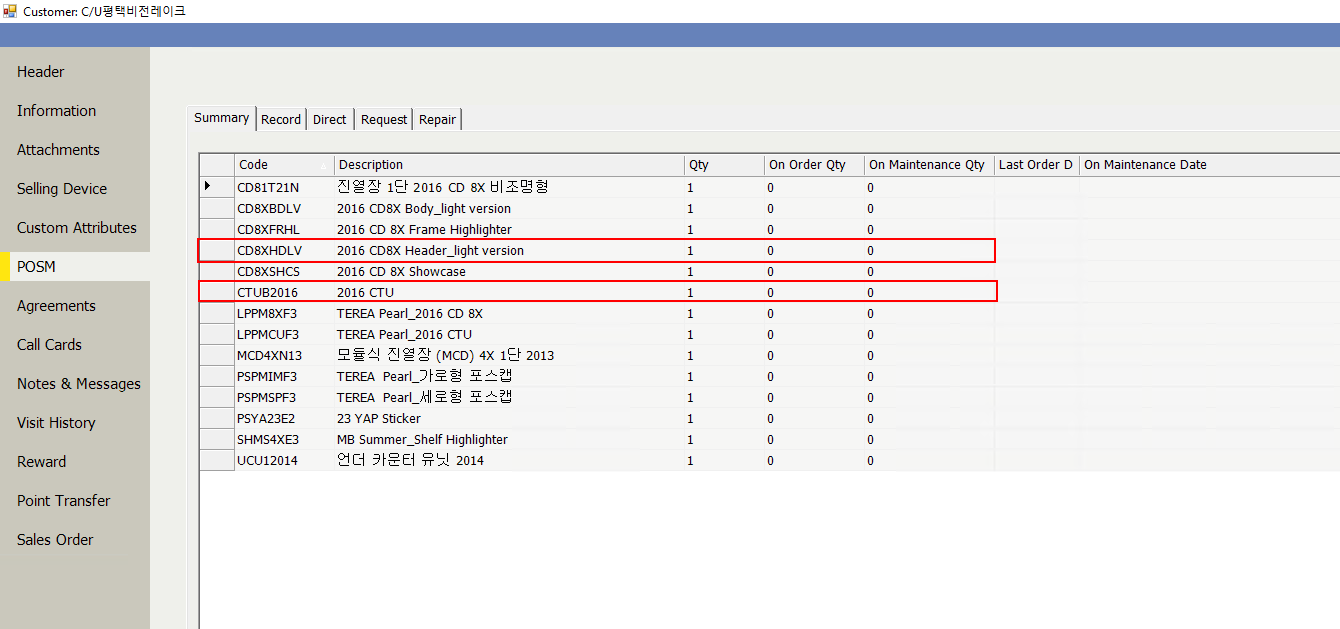 Customer: C/U평택비전레이크
Header
Information
Attachments
Selling Device
Custom Attributes
POSM
Agreements
Call Cards
Notes & Messages
Visit History
Reward
Point Transfer
Sales Order
Summary Record Direct Request Repair
Code Description Qty On Order Qty On Maintenance Qty Last Order D On Maintenance Date
CD81T21N 진열장 1단 2016 CD 8X 비조명형 1 0 0
CD8XBDLV 2016 CD8X Body_light version 1 0 0
CD8XFRHL 2016 CD 8X Frame Highlighter 1 0 0
CD8XHDLV 2016 CD8X Header_light version 1 0 0
CD8XSHCS 2016 CD 8X Showcase 1 0 0
CTUB2016 2016 CTU 1 0 0
LPPM8XF3 TEREA Pearl_2016 CD 8X 1 0 0
LPPMCUF3 TEREA Pearl_2016 CTU 1 0 0
MCD4XN13 모듈식 진열장 (MCD) 4X 1단 2013 1 0 0
PSPMIMF3 TEREA Pearl_가로형 포스캡 1 0 0
PSPMSPF3 TEREA Pearl_세로형 포스캡 1 0 0
PSYA23E2 23 YAP Sticker 1 0 0
SHMS4XE3 MB Summer_Shelf Highlighter 1 0 0
UCU12014 언더 카운터 유닛 2014 1 0 0